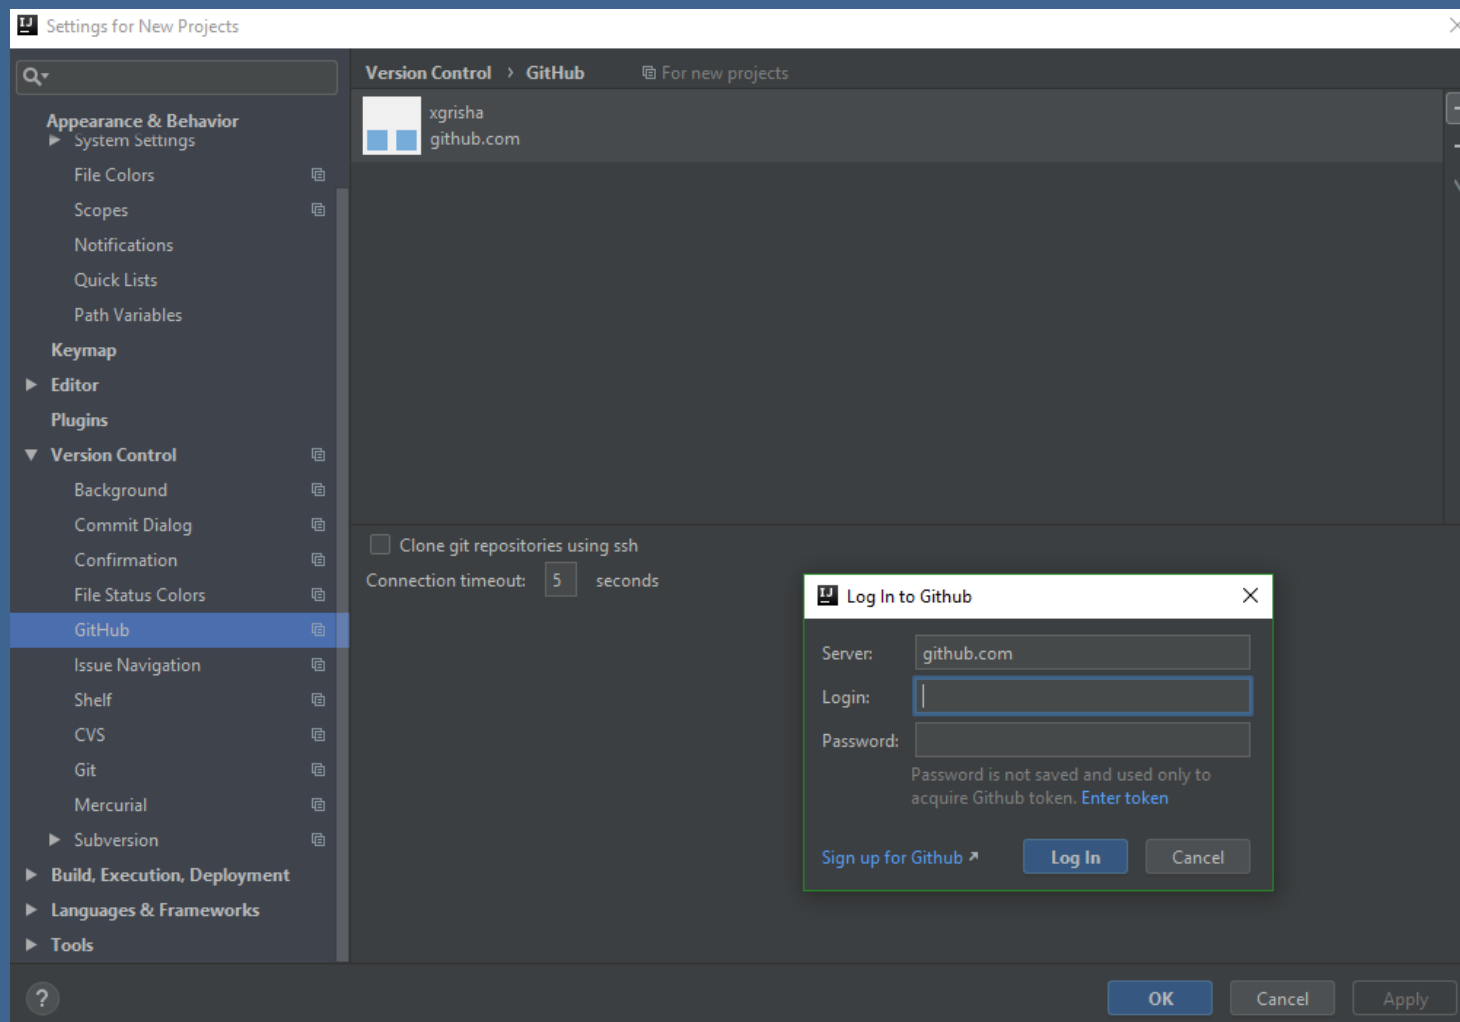 Settings for New Projects
Version Control › GitHub For new projects
Appearance & Behavior
System Settings
File Colors
Scopes
Notifications
Quick Lists
Path Variables
Keymap
Editor
Plugins
Version Control
Background
Commit Dialog
Confirmation
File Status Colors
GitHub
Issue Navigation
Shelf
CVS
Git
Mercurial
Subversion
Build, Execution, Deployment
Languages & Frameworks
Tools
xgrisha
github.com
Clone git repositories using ssh
Connection timeout: 5 seconds
IJ Log In to Github
Server: github.com
Login:
Password:
Password is not saved and used only to
acquire Github token. Enter token
Sign up for Github Log In Cancel
? OK Cancel Apply